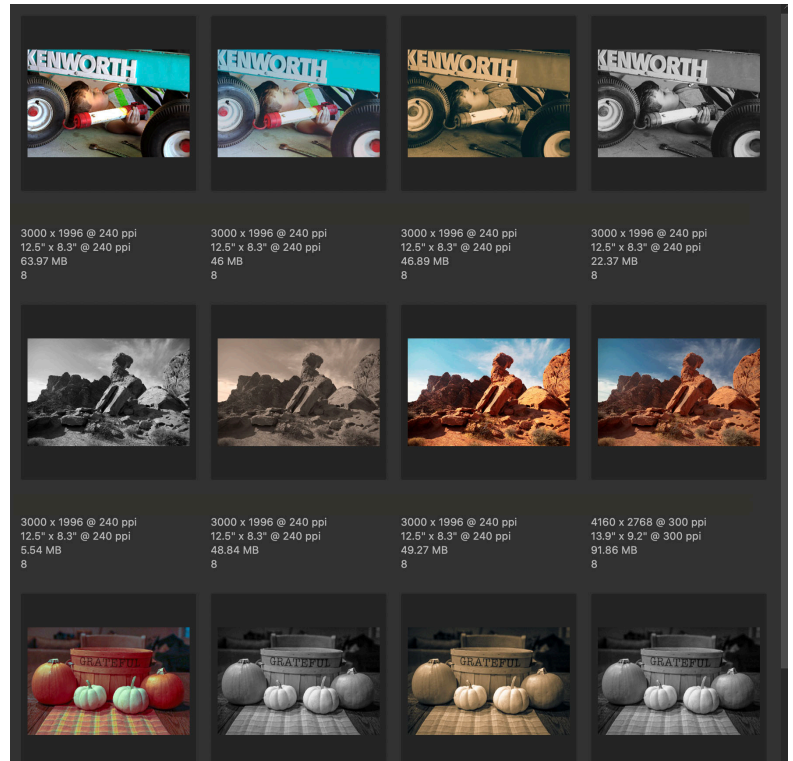 KENWORTH KENWORTH KENWORTH KENWORTH
3000 x 1996 @ 240 ppi 3000 x 1996 @ 240 ppi 3000 x 1996 @ 240 ppi 3000 x 1996 @ 240 ppi
12.5" x 8.3" @ 240 ppi 12.5" x 8.3" @ 240 ppi 12.5" x 8.3" @ 240 ppi 12.5" x 8.3" @ 240 ppi
63.97 MB 46 MB 46.89 MB 22.37 MB
8 8 8 8
3000 x 1996 @ 240 ppi 3000 x 1996 @ 240 ppi 3000 x 1996 @ 240 ppi 4160 x 2768 @ 300 ppi
12.5" x 8.3" @ 240 ppi 12.5" x 8.3" @ 240 ppi 12.5" x 8.3" @ 240 ppi 13.9" x 9.2" @ 300 ppi
5.54 MB 48.84 MB 49.27 MB 91.86 MB
8 8 8 8
GRATEFUL GRATEFUL GRATEFUL GRATEFUL